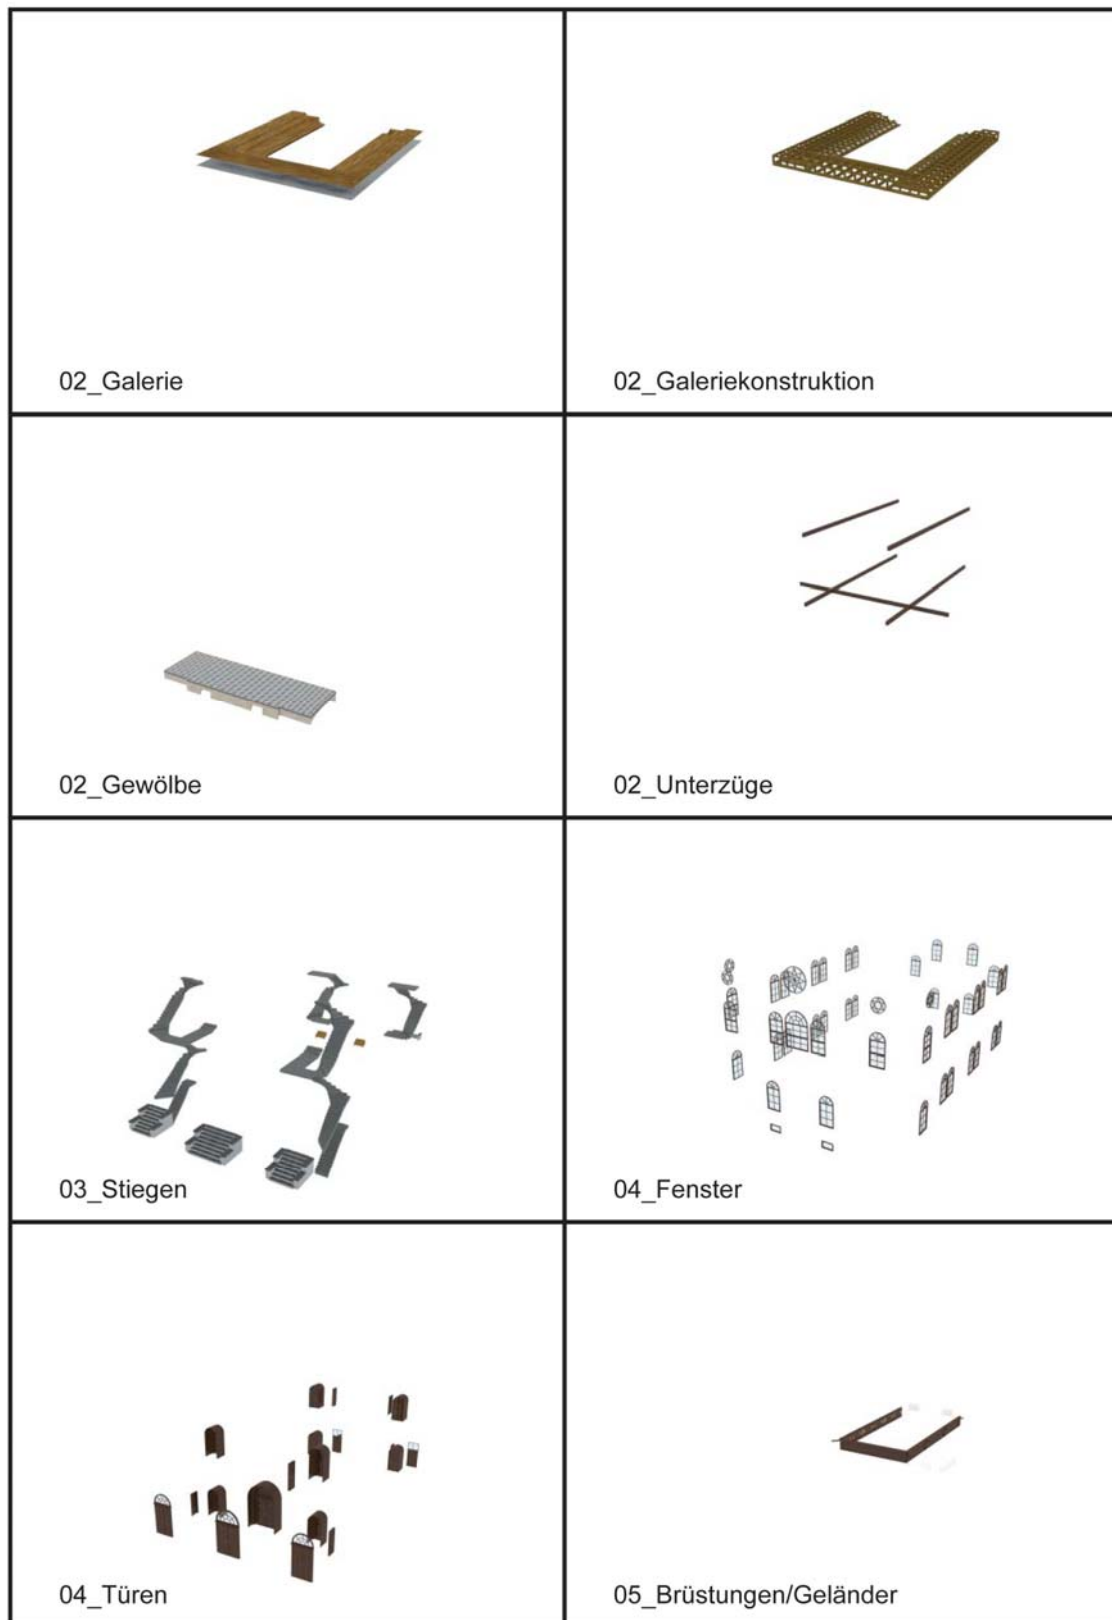 02_Galerie
02_Galeriekonstruktion
02_Gewölbe
02_Unterzüge
03_Stiegen
04_Fenster
04_Türen
05_Brüstungen/Geländer